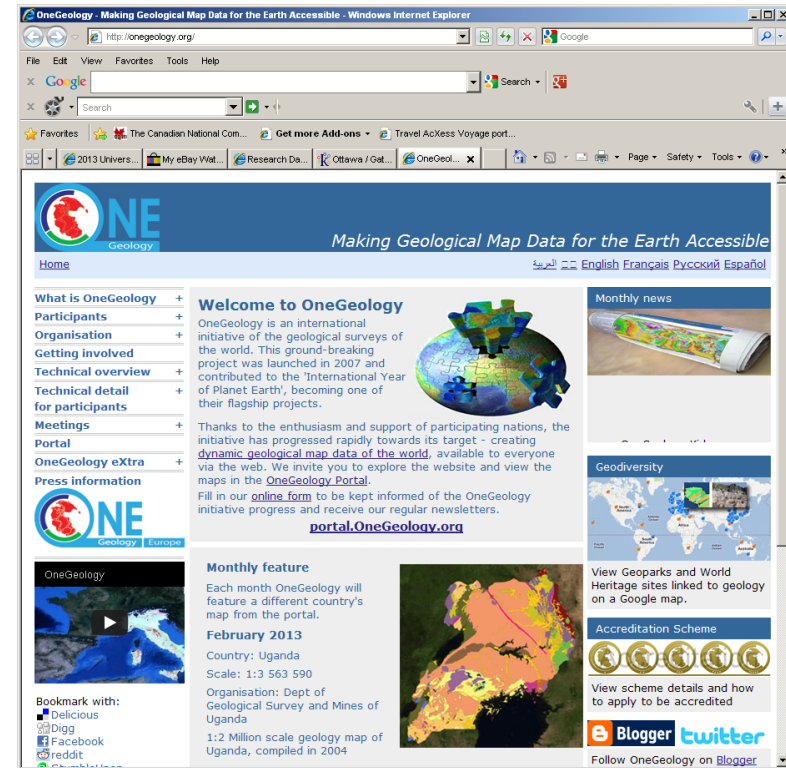 OneGeology - Making Geological Map Data for the Earth Accessible - Windows Internet Explorer
http://onegeology.org/
Google
File Edit View Favorites Tools Help
x Google Search
x Search
Favorites The Canadian National Com... Get more Add-ons Travel AcXess Voyage port...
2013 Univers... My eBay Wat... Research Da... Ottawa / Gat... OneGeol... x Page Safety Tools »
ONE
Geology
Making Geological Map Data for the Earth Accessible
Home
العربية English Français Русский Español
What is OneGeology +
Participants +
Organisation +
Getting involved
Technical overview +
Technical detail +
for participants
Meetings +
Portal
OneGeology eXtra +
Press information
ONE
Geology Europe
OneGeology
Bookmark with:
Delicious
Digg
Facebook
reddit
StumbleUpon
Welcome to OneGeology
OneGeology is an international
initiative of the geological surveys of
the world. This ground-breaking
project was launched in 2007 and
contributed to the 'International Year
of Planet Earth', becoming one of
their flagship projects.
Thanks to the enthusiasm and support of participating nations, the
initiative has progressed rapidly towards its target - creating
dynamic geological map data of the world, available to everyone
via the web. We invite you to explore the website and view the
maps in the OneGeology Portal.
Fill in our online form to be kept informed of the OneGeology
initiative progress and receive our regular newsletters.
portal.OneGeology.org
Monthly feature
Each month OneGeology will
feature a different country's
map from the portal.
February 2013
Country: Uganda
Scale: 1:3 563 590
Organisation: Dept of
Geological Survey and Mines of
Uganda
1:2 Million scale geology map of
Uganda, compiled in 2004
Monthly news
Geodiversity
View Geoparks and World
Heritage sites linked to geology
on a Google map.
Accreditation Scheme
View scheme details and how
to apply to be accredited
Blogger twitter
Follow OneGeology on Blogger